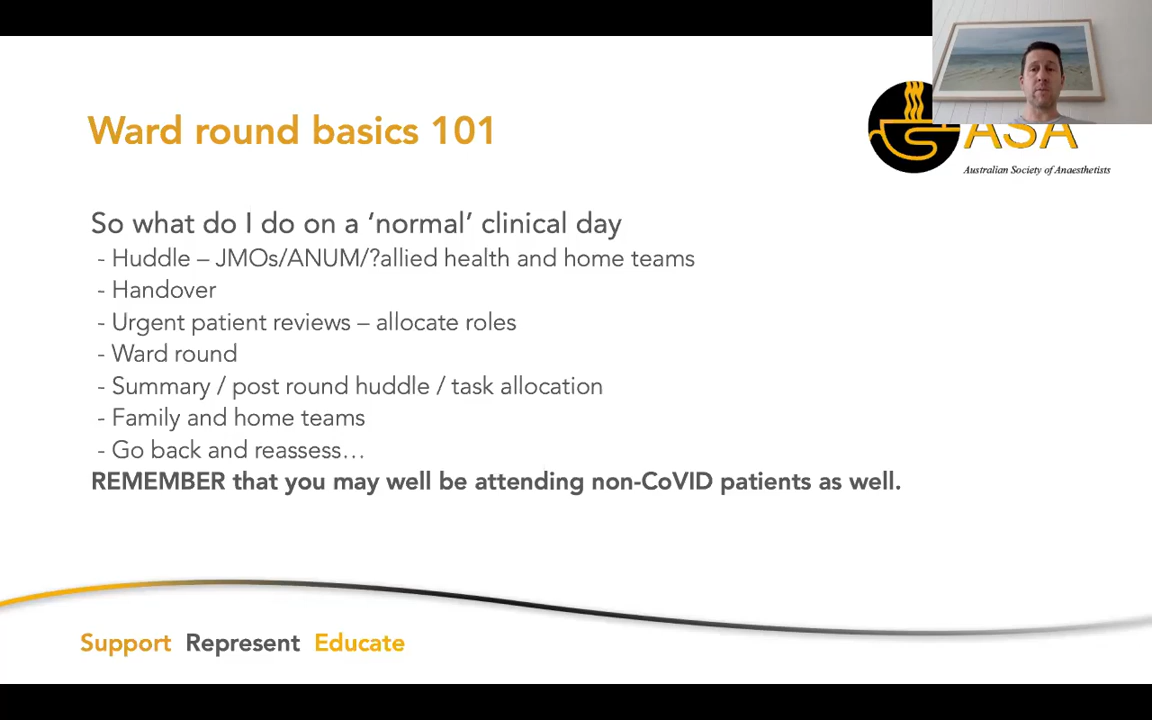 Ward round basics 101
ASA
Australian Society of Anaesthetists
So what do I do on a ‘normal’ clinical day
- Huddle – JMOs/ANUM/?allied health and home teams
- Handover
- Urgent patient reviews – allocate roles
- Ward round
- Summary / post round huddle / task allocation
- Family and home teams
- Go back and reassess…
REMEMBER that you may well be attending non-CoVID patients as well.
Support Represent Educate